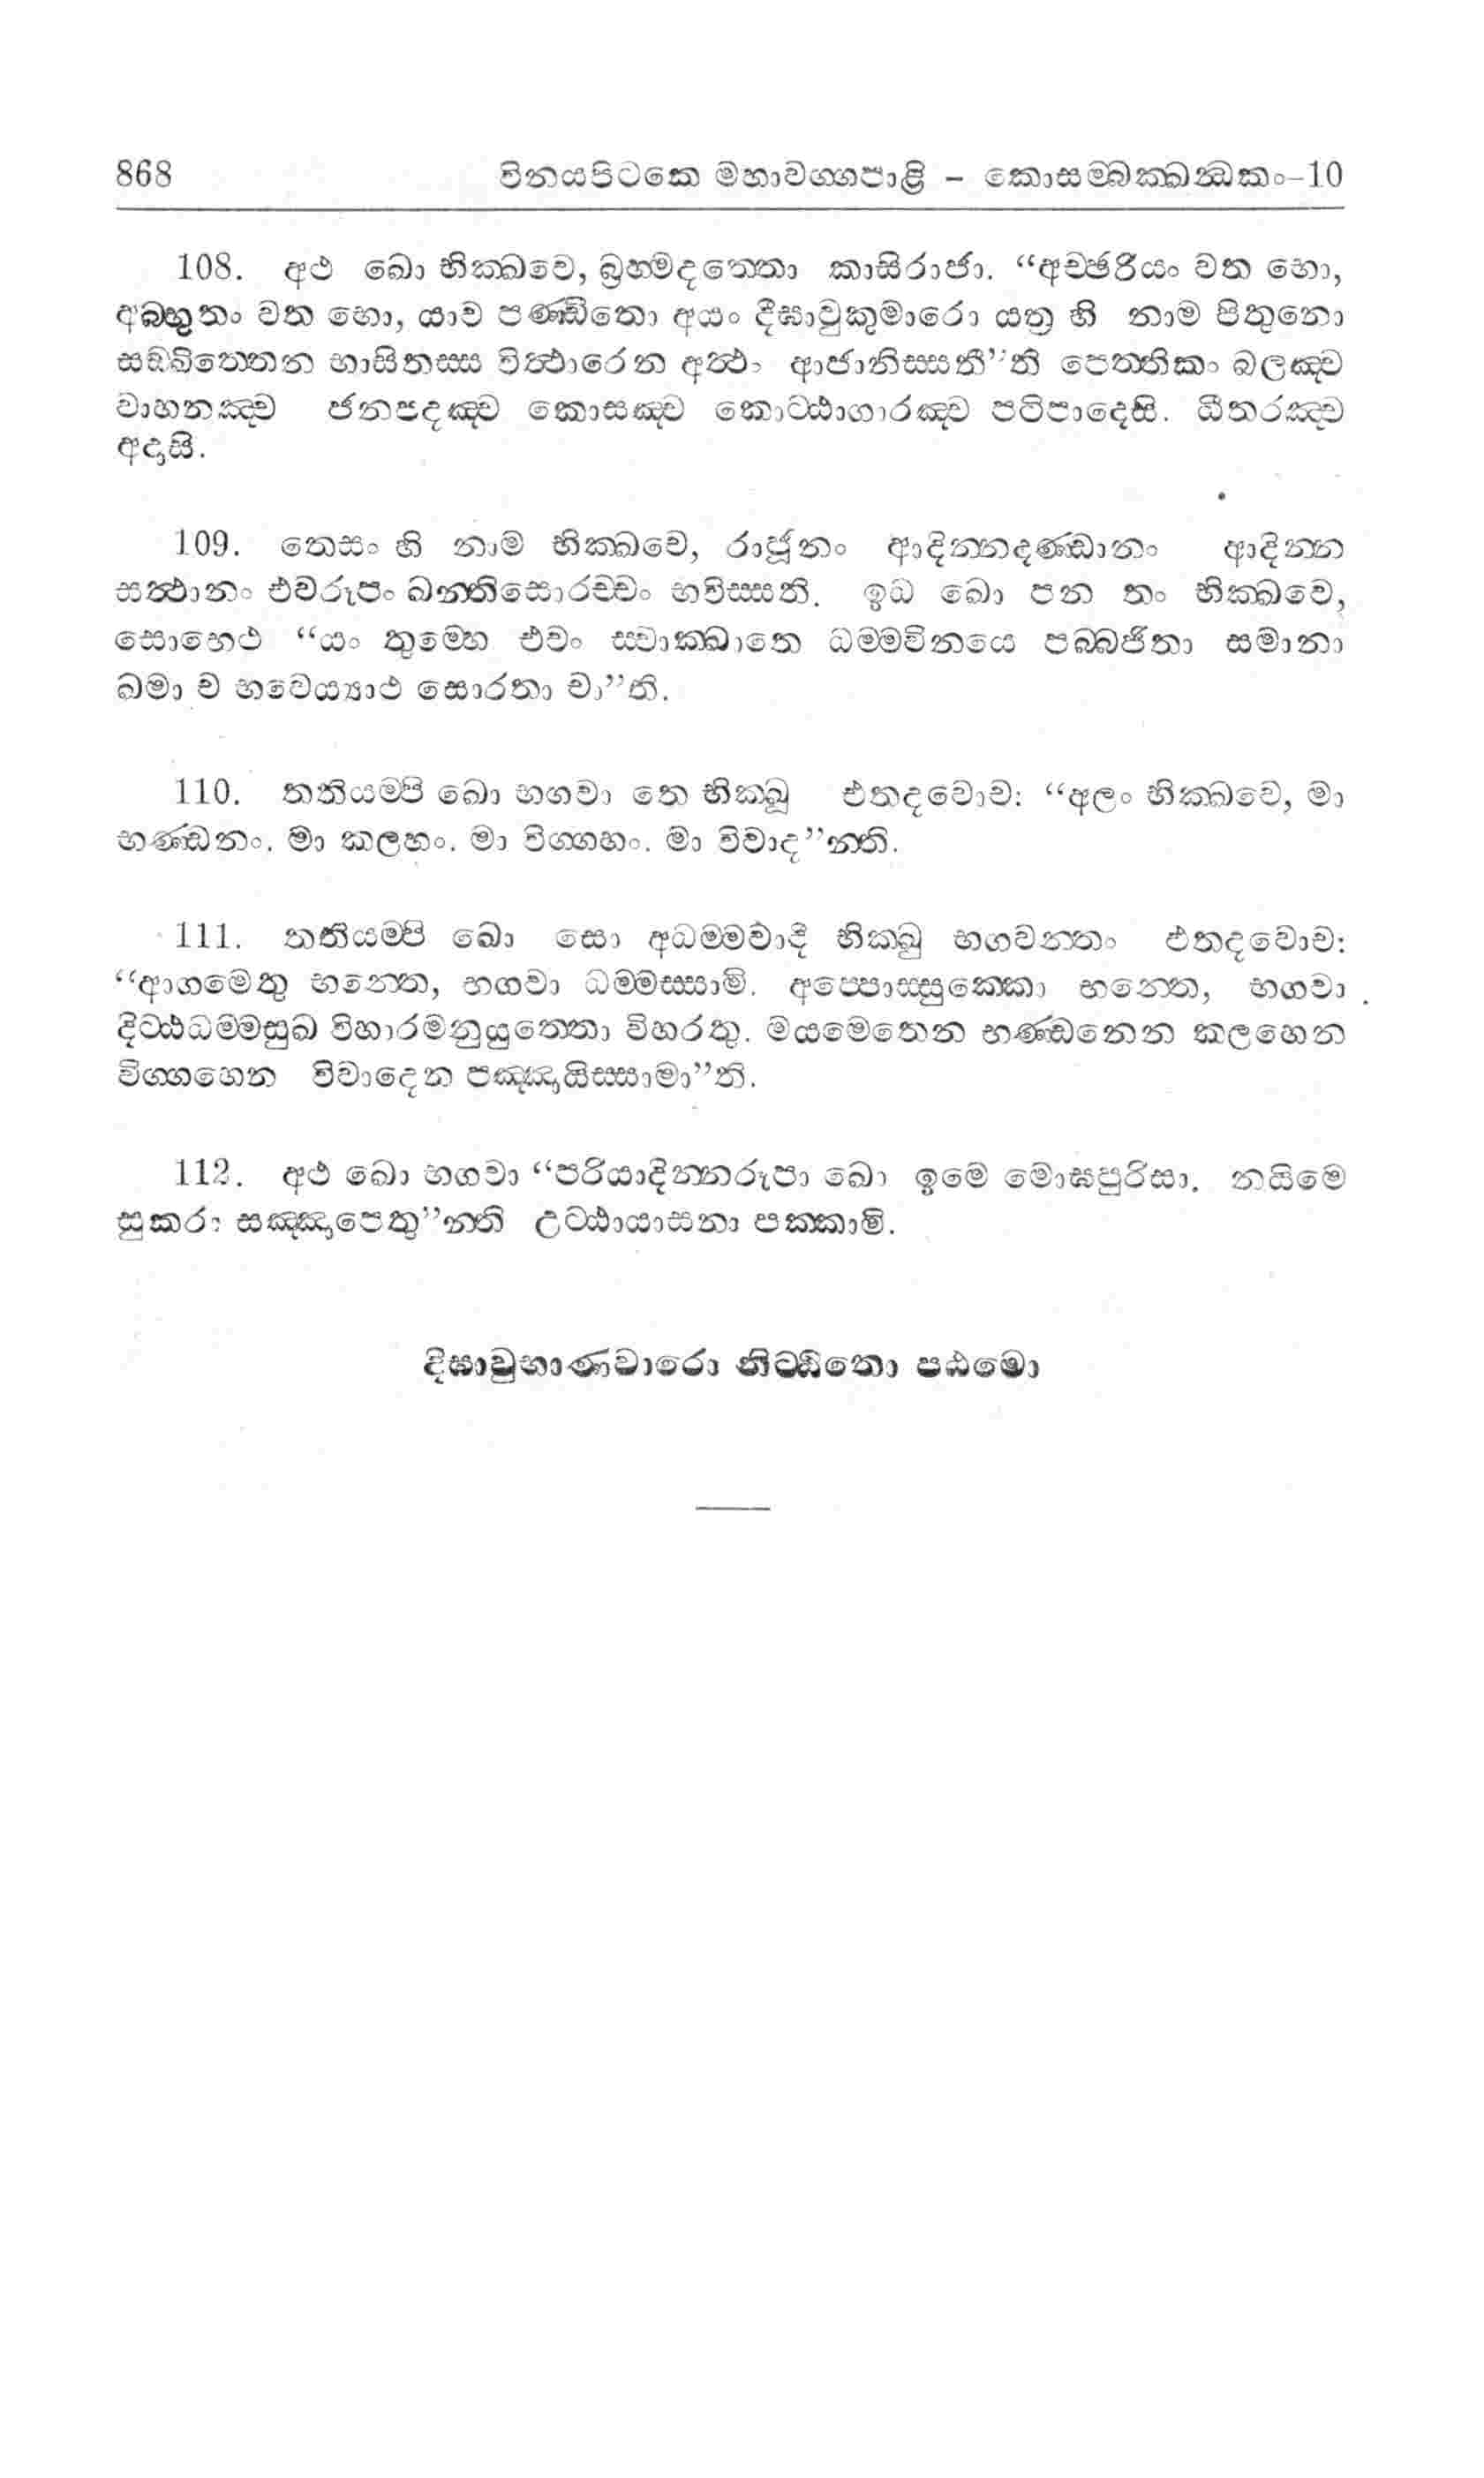 868 විනයපිටකෙ මහාවග්ගපාළි - කොසම්බක්ඛන්ධකං-10
108. අථ ඛො භික්ඛවෙ, බ්‍රහ්මදත්තො කාසිරාජා. “අච්ඡරියං වත භො,
අබ්භූතං වත භො, යාව පණ්ඩිතො අයං දීඝාවුකුමාරො යත්‍ර හි නාම පිතුනො
සඞ්ඛිත්තෙන භාසිතස්ස විත්ථාරෙන අත්ථං ආජානිස්සතී”ති පෙත්තිකං බලඤ්ච
වාහනඤ්ච ජනපදඤ්ච කොසඤ්ච කොට්ඨාගාරඤ්ච පටිපාදෙසි. ධීතරඤ්ච
අදාසි.
109. තෙසං හි නාම භික්ඛවෙ, රාජූනං ආදින්නදණ්ඩානං ආදින්න
සත්ථානං එවරූපං ඛන්තිසොරච්චං භවිස්සති. ඉධ ඛො පන තං භික්ඛවෙ,
සොභෙථ “යං තුම්හෙ එවං ස්වාක්ඛාතෙ ධම්මවිනයෙ පබ්බජිතා සමානා
ඛමා ච භවෙය්‍යාථ සොරතා චා”ති.
110. තතියම්පි ඛො භගවා තෙ භික්ඛූ එතදවොච: “අලං භික්ඛවෙ, මා
භණ්ඩනං. මා කලහං. මා විග්ගහං. මා විවාද”න්ති.
111. තතියම්පි ඛො සො අධම්මවාදී භික්ඛු භගවන්තං එතදවොච:
“ආගමෙතු භන්තෙ, භගවා ධම්මස්සාමි. අප්පොස්සුක්කො භන්තෙ, භගවා
දිට්ඨධම්මසුඛ විහාරමනුයුත්තො විහරතු. මයමෙතෙන භණ්ඩනෙන කලහෙන
විග්ගහෙන විවාදෙන පඤ්ඤායිස්සාමා”ති.
112. අථ ඛො භගවා “පරියාදින්නරූපා ඛො ඉමෙ මොඝපුරිසා. නයිමෙ
සුකරා සඤ්ඤාපෙතු”න්ති උට්ඨායාසනා පක්කාමි.
දිඝාවුභාණවාරො නිට්ඨිතො පඨමො